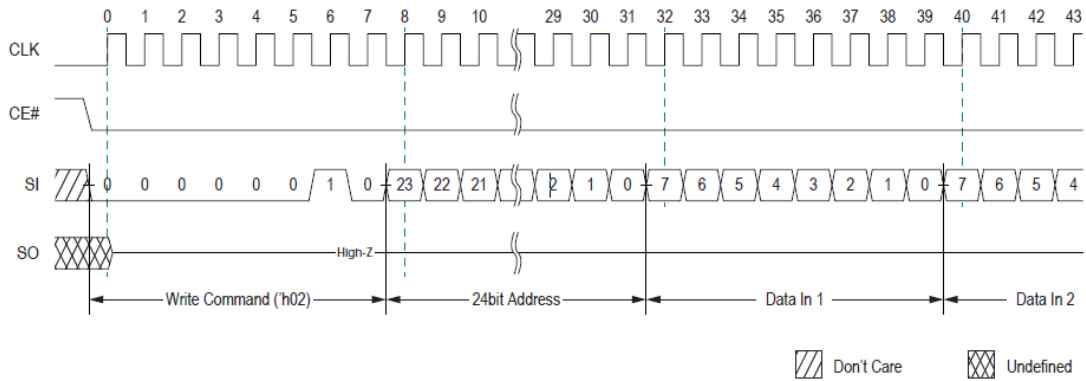 0 1 2 3 4 5 6 7 8 9 10 29 30 31 32 33 34 35 36 37 38 39 40 41 42 43
CLK
CE#
SI 0 0 0 0 0 0 1 0 23 22 21 2 1 0 7 6 5 4 3 2 1 0 7 6 5 4
SO High-Z
Write Command ('h02) 24bit Address Data In 1 Data In 2
Don't Care Undefined